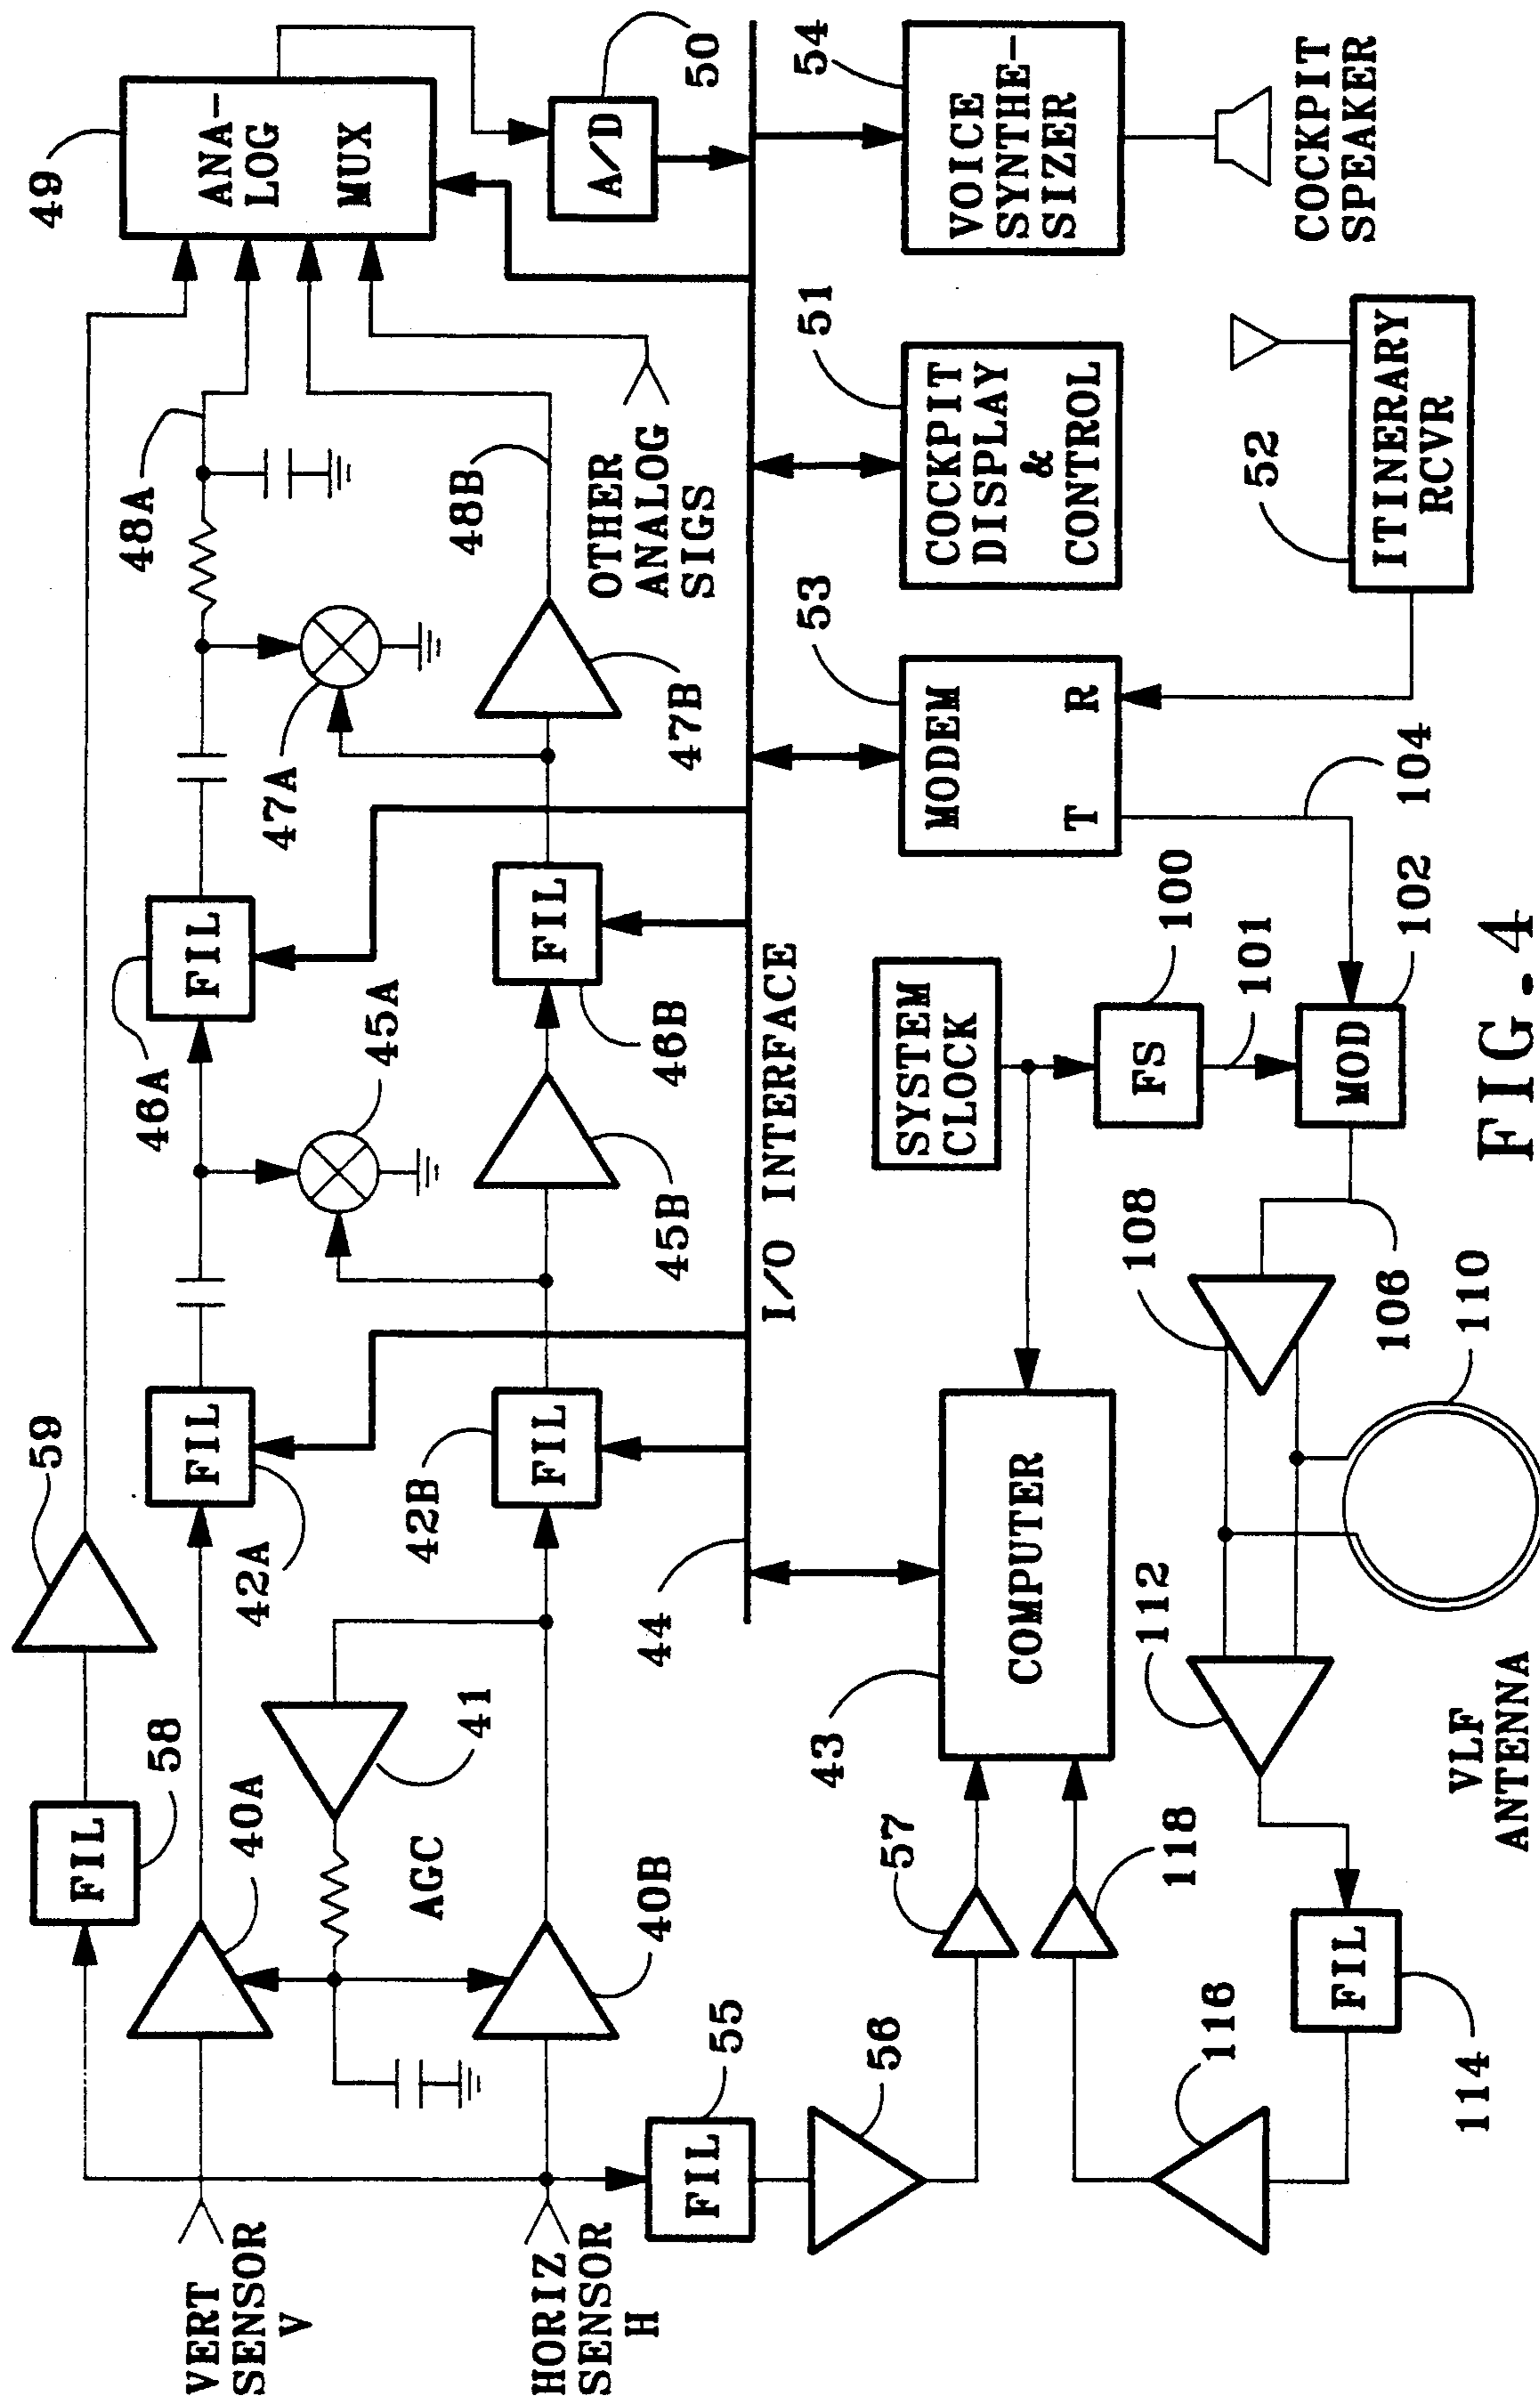 59
58
FIL
49
ANA-
LOG
MUX
VERT
SENSOR
V
40A
FIL
42A
46A
FIL
48A
41
AGC
45A
47A
50
A/D
HORIZ
SENSOR
H
40B
42B
FIL
45B
FIL
46B
47B
48B
OTHER
ANALOG
SIGS
44
I/O INTERFACE
55
FIL
56
57
43
COMPUTER
SYSTEM
CLOCK
53
MODEM
T R
51
COCKPIT
DISPLAY
&
CONTROL
54
VOICE
SYNTHE-
SIZER
118
116
112
108
FS
100
101
MOD
102
104
106
52
ITINERARY
RCVR
COCKPIT
SPEAKER
114
FIL
110
VLF
ANTENNA
FIG. 4